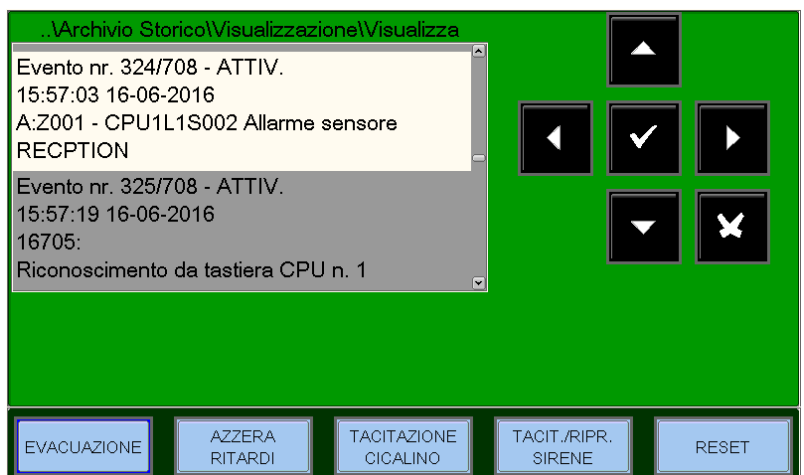 ..\Archivio Storico\Visualizzazione\Visualizza
Evento nr. 324/708 - ATTIV.
15:57:03 16-06-2016
A:Z001 - CPU1L1S002 Allarme sensore
RECPTION
Evento nr. 325/708 - ATTIV.
15:57:19 16-06-2016
16705:
Riconoscimento da tastiera CPU n. 1
EVACUAZIONE
AZZERA
RITARDI
TACITAZIONE
CICALINO
TACIT./RIPR.
SIRENE
RESET